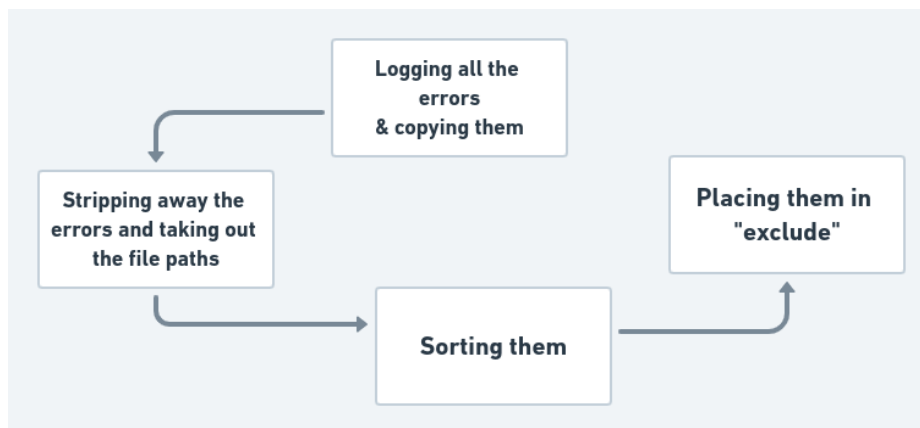 Logging all the
errors
& copying them
Stripping away the
errors and taking out
the file paths
Sorting them
Placing them in
"exclude"